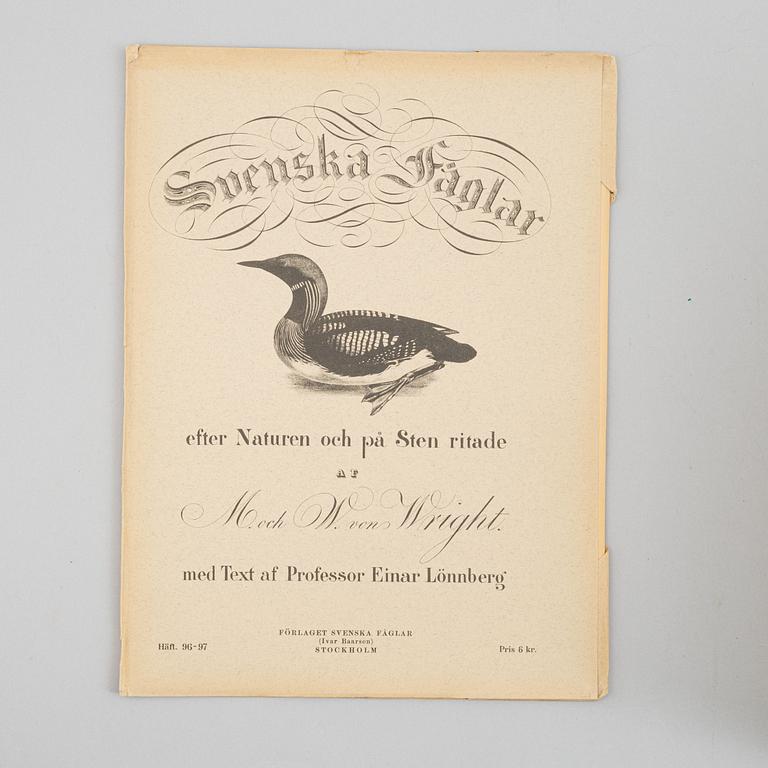 Svenska Fåglar
efter Naturen och på Sten ritade
AF
M. och W. von Wright.
med Text af Professor Einar Lönnberg
FÖRLAGET SVENSKA FÅGLAR
(Ivar Baarsen)
STOCKHOLM
Häft. 96-97
Pris 6 kr.